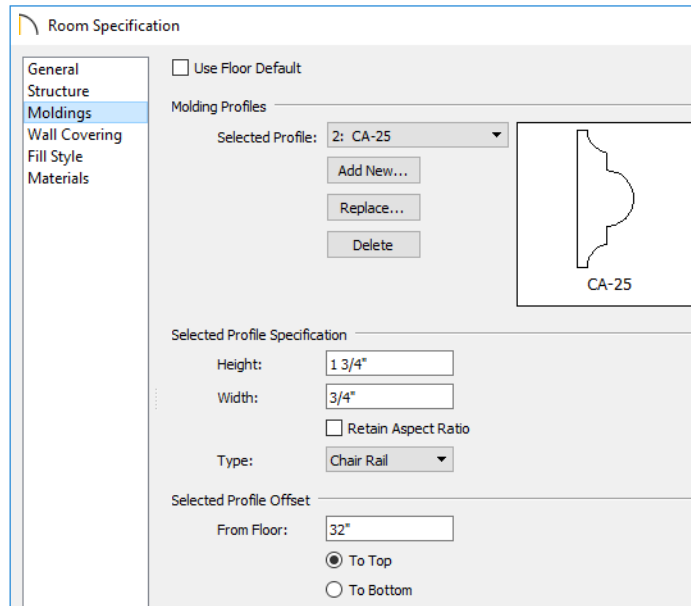 Room Specification
General
Structure
Moldings
Wall Covering
Fill Style
Materials
Use Floor Default
Molding Profiles
Selected Profile: 2: CA-25
Add New...
Replace...
Delete
CA-25
Selected Profile Specification
Height: 1 3/4"
Width: 3/4"
Retain Aspect Ratio
Type: Chair Rail
Selected Profile Offset
From Floor: 32"
To Top
To Bottom